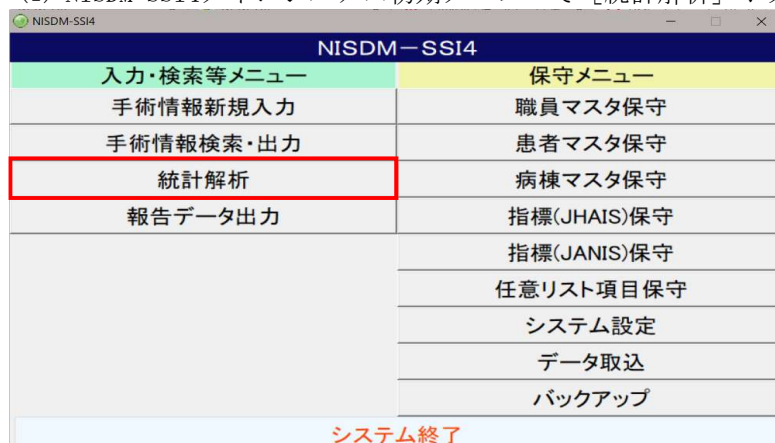 NISDM-SSI4
NISDM－SSI4
入力・検索等メニュー
手術情報新規入力
手術情報検索・出力
統計解析
報告データ出力
保守メニュー
職員マスタ保守
患者マスタ保守
病棟マスタ保守
指標(JHAIS)保守
指標(JANIS)保守
任意リスト項目保守
システム設定
データ取込
バックアップ
システム終了